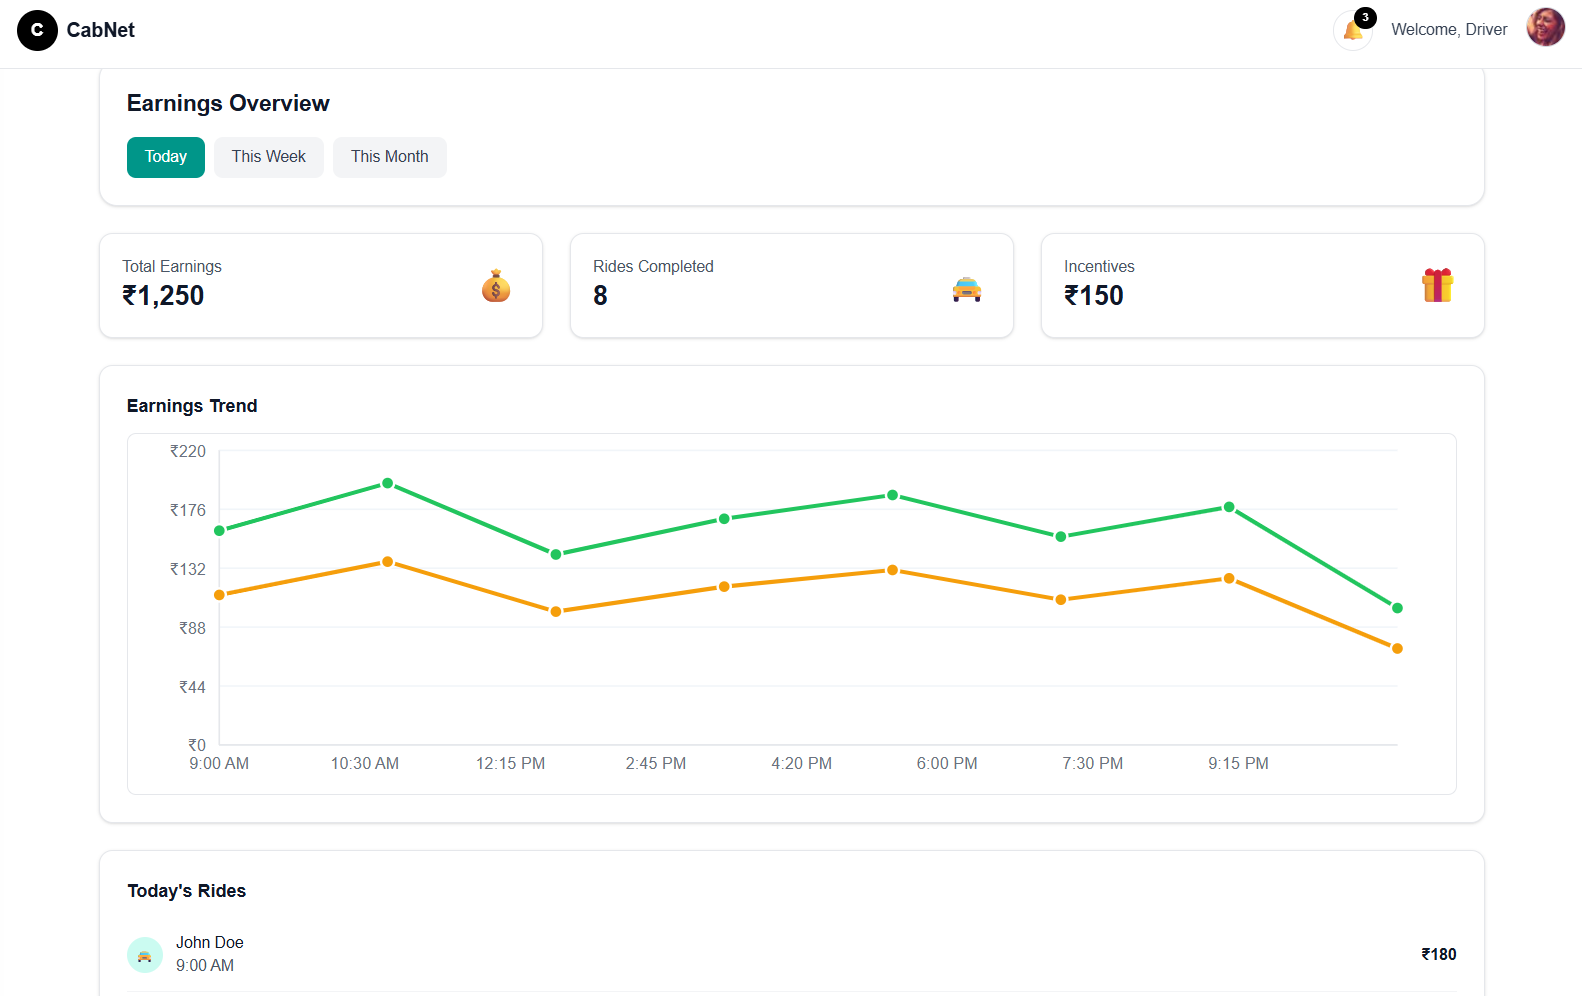 C CabNet
3
Welcome, Driver
Earnings Overview
Today This Week This Month
Total Earnings
₹1,250
Rides Completed
8
Incentives
₹150
Earnings Trend
₹220
₹176
₹132
₹88
₹44
₹0
9:00 AM 10:30 AM 12:15 PM 2:45 PM 4:20 PM 6:00 PM 7:30 PM 9:15 PM
Today's Rides
John Doe
9:00 AM
₹180